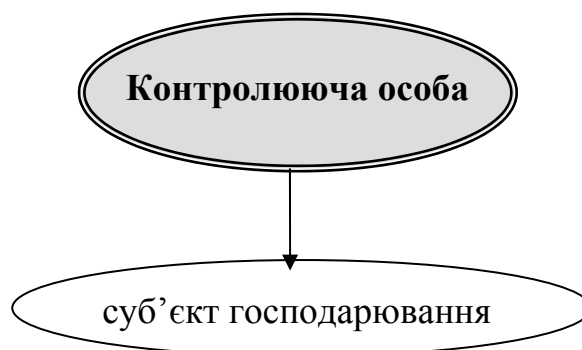 Контролююча особа
суб’єкт господарювання